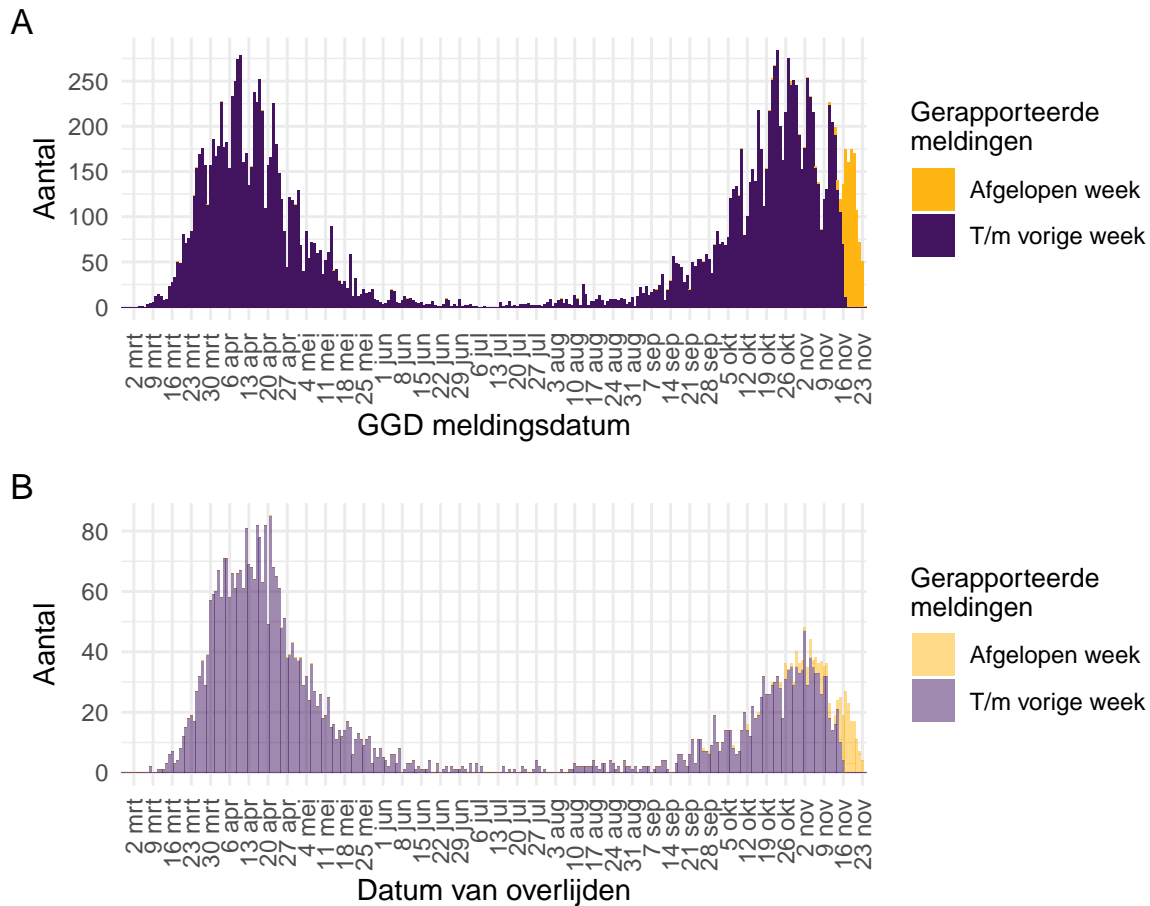 A
Aantal
250
200
150
100
50
0
2 mrt
9 mrt
16 mrt
23 mrt
30 mrt
6 apr
13 apr
20 apr
27 apr
4 mei
11 mei
18 mei
25 mei
1 jun
8 jun
15 jun
22 jun
29 jun
6 jul
13 jul
20 jul
27 jul
3 aug
10 aug
17 aug
24 aug
31 aug
7 sep
14 sep
21 sep
28 sep
5 okt
12 okt
19 okt
26 okt
2 nov
9 nov
16 nov
23 nov
GGD meldingsdatum
Gerapporteerde
meldingen
Afgelopen week
T/m vorige week
B
Aantal
80
60
40
20
0
2 mrt
9 mrt
16 mrt
23 mrt
30 mrt
6 apr
13 apr
20 apr
27 apr
4 mei
11 mei
18 mei
25 mei
1 jun
8 jun
15 jun
22 jun
29 jun
6 jul
13 jul
20 jul
27 jul
3 aug
10 aug
17 aug
24 aug
31 aug
7 sep
14 sep
21 sep
28 sep
5 okt
12 okt
19 okt
26 okt
2 nov
9 nov
16 nov
23 nov
Datum van overlijden
Gerapporteerde
meldingen
Afgelopen week
T/m vorige week